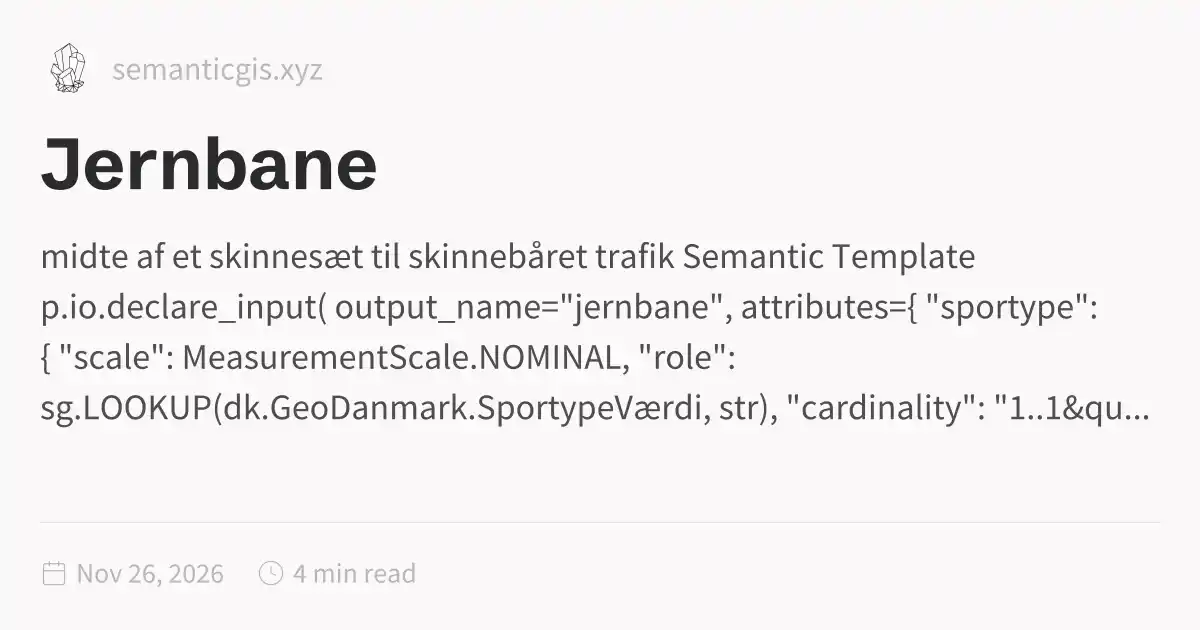 semanticgis.xyz
Jernbane
midte af et skinnesæt til skinnebåret trafik Semantic Template
p.io.declare_input( output_name="jernbane", attributes={ "sportype":
{ "scale": MeasurementScale.NOMINAL, "role":
sg.LOOKUP(dk.GeoDanmark.SportypeVærdi, str), "cardinality": "1..1&qu...
Nov 26, 2026 4 min read